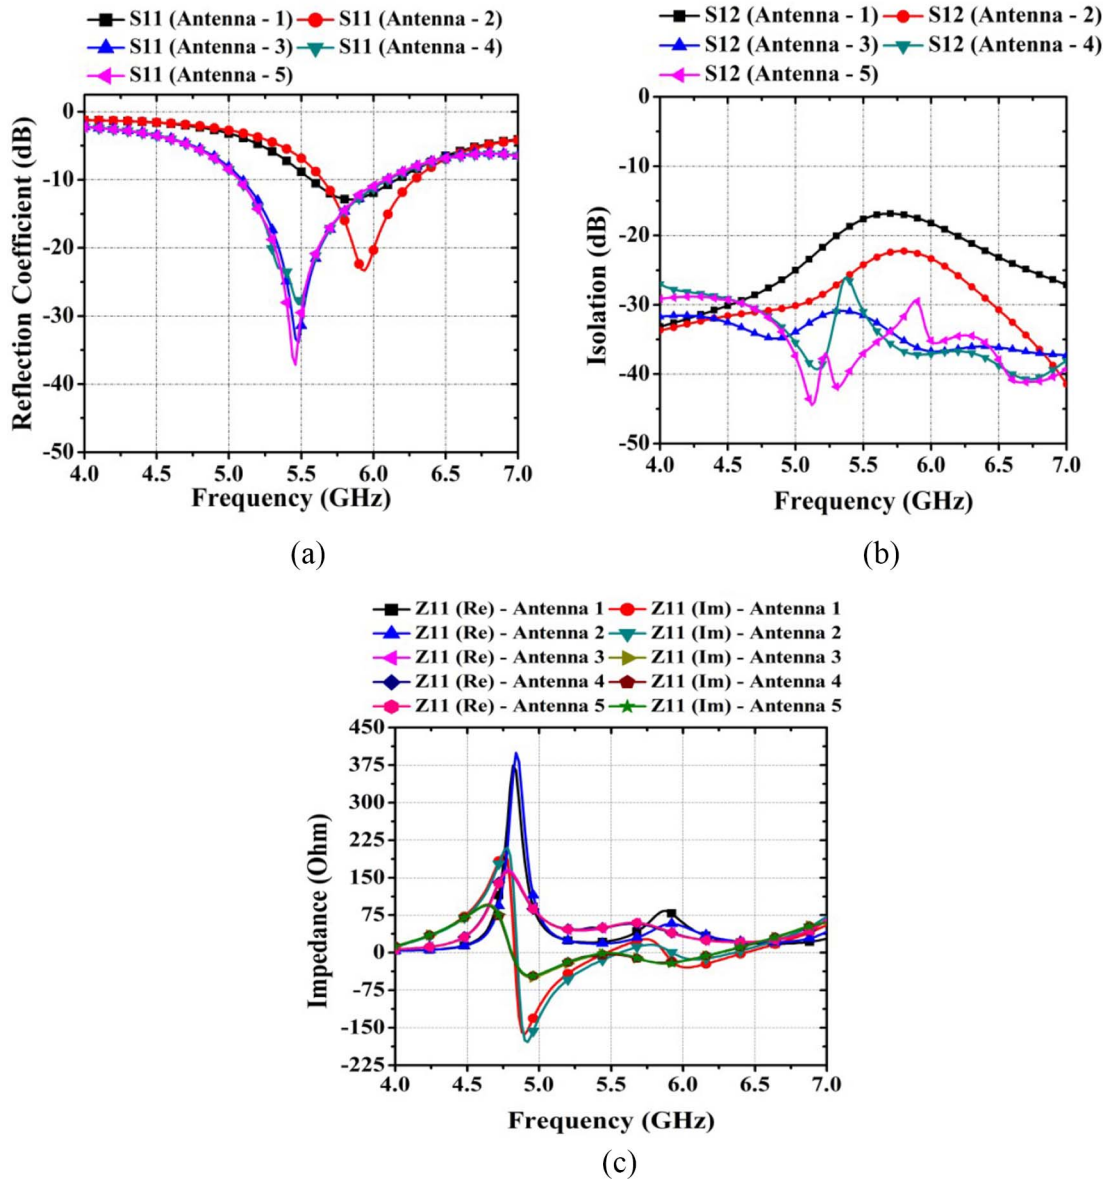 S11 (Antenna - 1) S11 (Antenna - 2)
S11 (Antenna - 3) S11 (Antenna - 4)
S11 (Antenna - 5)
0
-10
-20
-30
-40
-50
Reflection Coefficient (dB)
4.0 4.5 5.0 5.5 6.0 6.5 7.0
Frequency (GHz)
(a)
S12 (Antenna - 1) S12 (Antenna - 2)
S12 (Antenna - 3) S12 (Antenna - 4)
S12 (Antenna - 5)
0
-10
-20
-30
-40
-50
Isolation (dB)
4.0 4.5 5.0 5.5 6.0 6.5 7.0
Frequency (GHz)
(b)
Z11 (Re) - Antenna 1 Z11 (Im) - Antenna 1
Z11 (Re) - Antenna 2 Z11 (Im) - Antenna 2
Z11 (Re) - Antenna 3 Z11 (Im) - Antenna 3
Z11 (Re) - Antenna 4 Z11 (Im) - Antenna 4
Z11 (Re) - Antenna 5 Z11 (Im) - Antenna 5
450
375
300
225
150
75
0
-75
-150
-225
Impedance (Ohm)
4.0 4.5 5.0 5.5 6.0 6.5 7.0
Frequency (GHz)
(c)